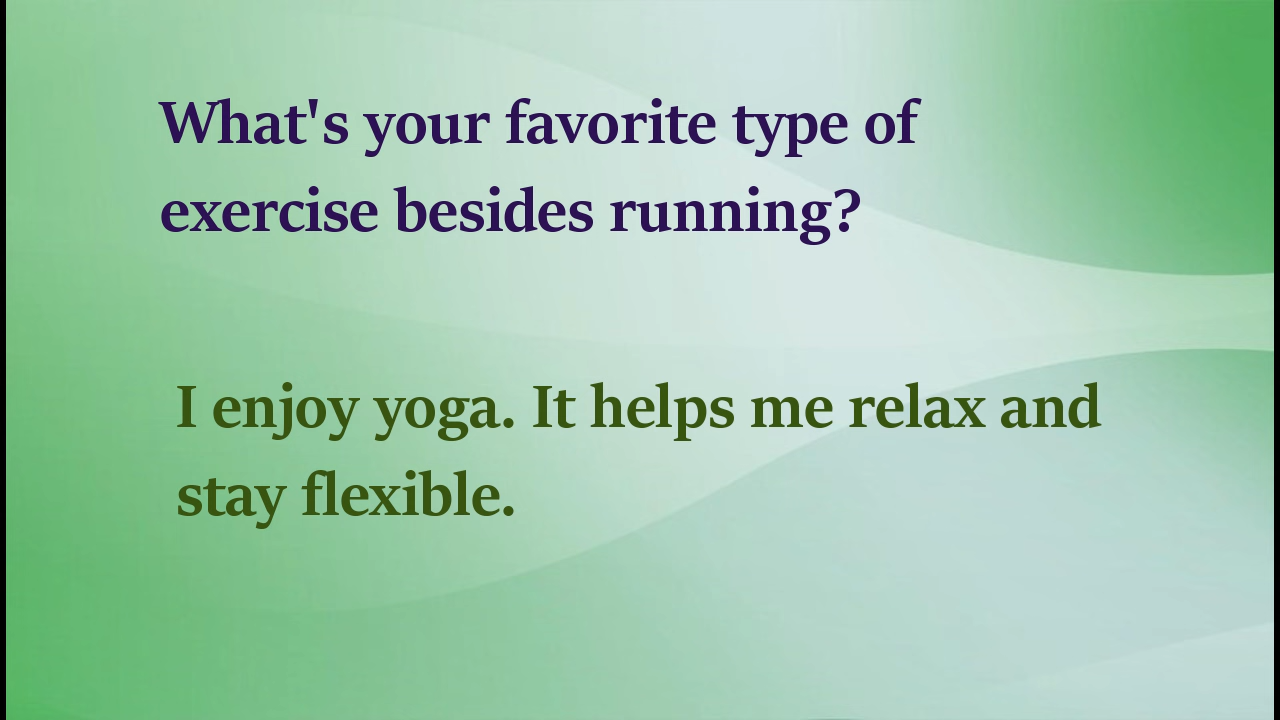 What's your favorite type of
exercise besides running?
I enjoy yoga. It helps me relax and
stay flexible.